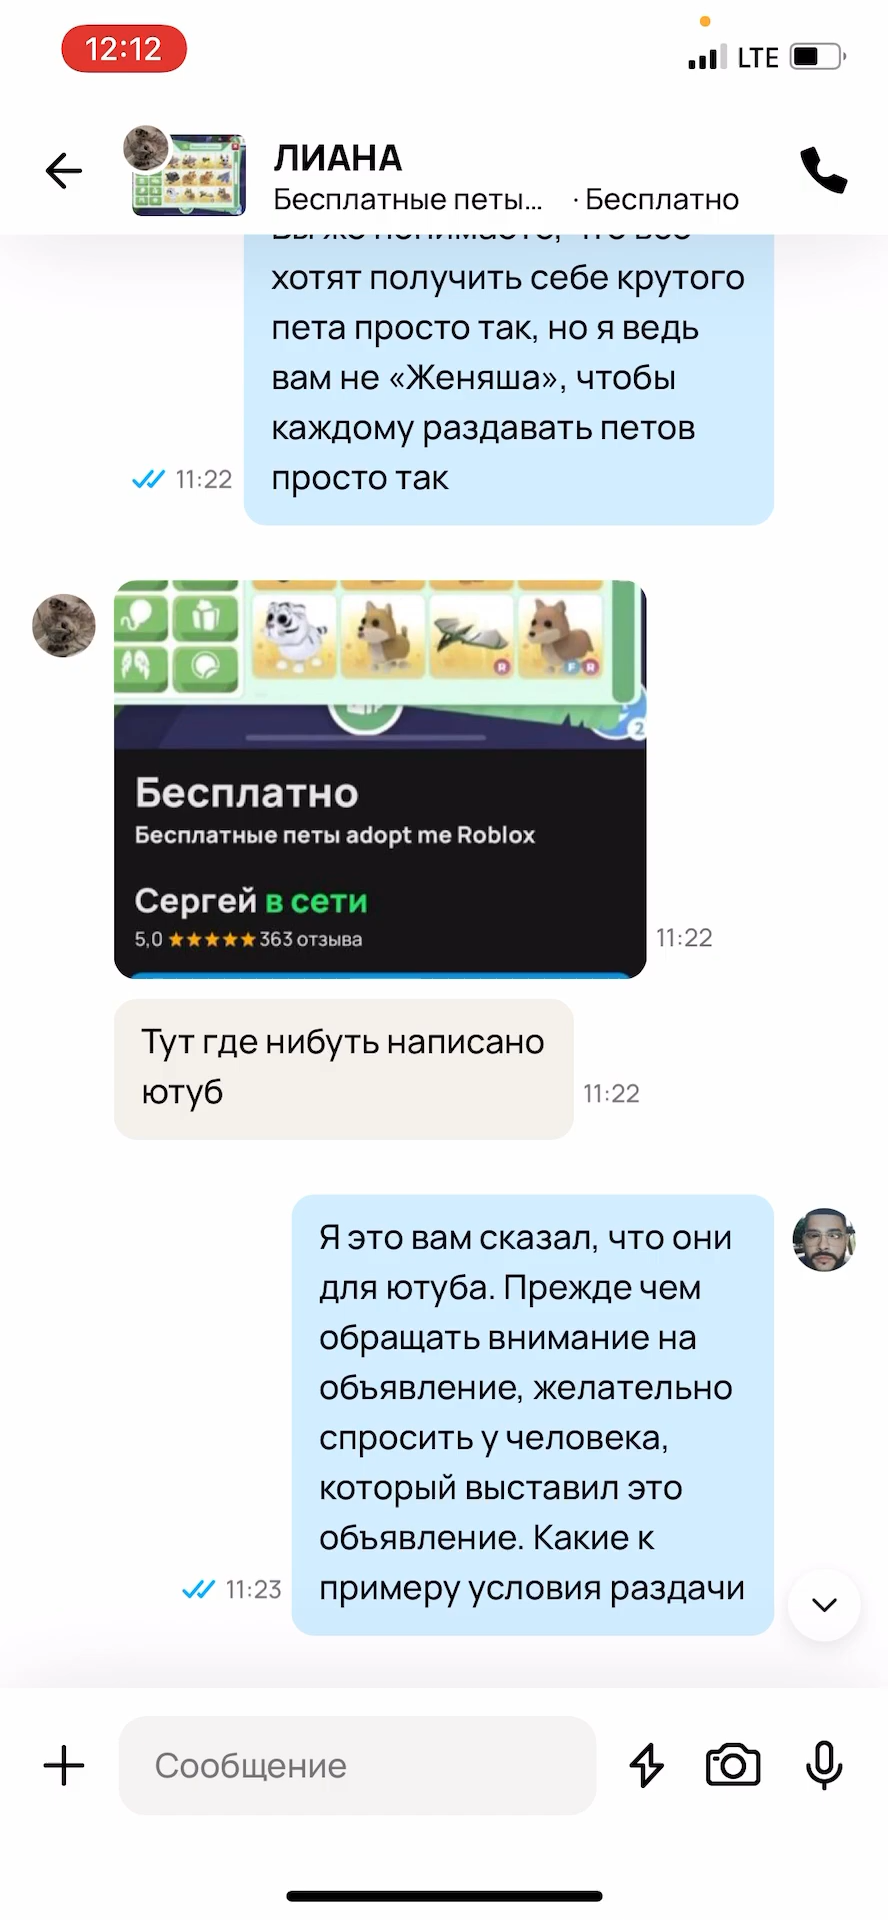 12:12
LTE
ЛИАНА
Бесплатные петы... · Бесплатно
хотят получить себе крутого
пета просто так, но я ведь
вам не «Женяша», чтобы
каждому раздавать петов
просто так
11:22
R
F R
2
Бесплатно
Бесплатные петы adopt me Roblox
Сергей в сети
5,0 ★★★★★ 363 отзыва
11:22
Тут где нибуть написано
ютуб
11:22
Я это вам сказал, что они
для ютуба. Прежде чем
обращать внимание на
объявление, желательно
спросить у человека,
который выставил это
объявление. Какие к
примеру условия раздачи
11:23
Сообщение